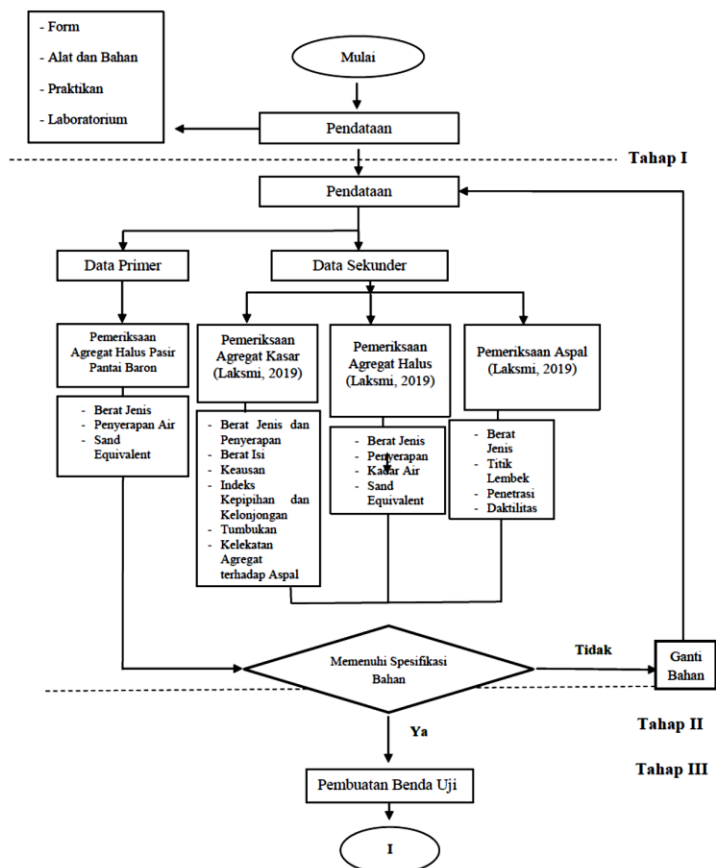 - Form
- Alat dan Bahan
- Praktikan
- Laboratorium
Mulai
Pendataan
Tahap I
Pendataan
Data Primer
Data Sekunder
Pemeriksaan
Agregat Halus Pasir
Pantai Baron
Pemeriksaan
Agregat Kasar
(Laksmi, 2019)
Pemeriksaan
Agregat Halus
(Laksmi, 2019)
Pemeriksaan Aspal
(Laksmi, 2019)
- Berat Jenis
- Penyerapan Air
- Sand
Equivalent
- Berat Jenis dan
Penyerapan
- Berat Isi
- Keausan
- Indeks
Kepipihan dan
Kelonjongan
- Tumbukan
- Kelekatan
Agregat
terhadap Aspal
- Berat Jenis
- Penyerapan
- Kadar Air
- Sand
Equivalent
- Berat
Jenis
- Titik
Lembek
- Penetrasi
- Daktilitas
Memenuhi Spesifikasi
Bahan
Tidak
Ganti
Bahan
Tahap II
Ya
Tahap III
Pembuatan Benda Uji
I